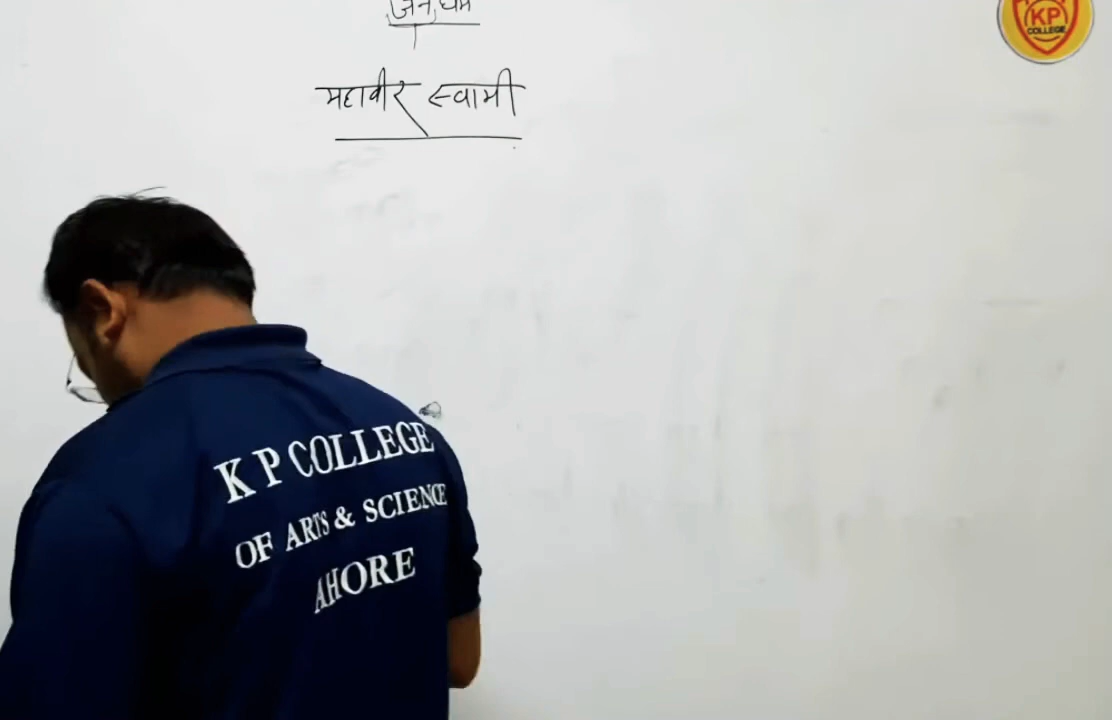 जैन धर्म
महावीर स्वामी
KP
COLLEGE
K P COLLEGE
OF ARTS & SCIENCE
AHORE